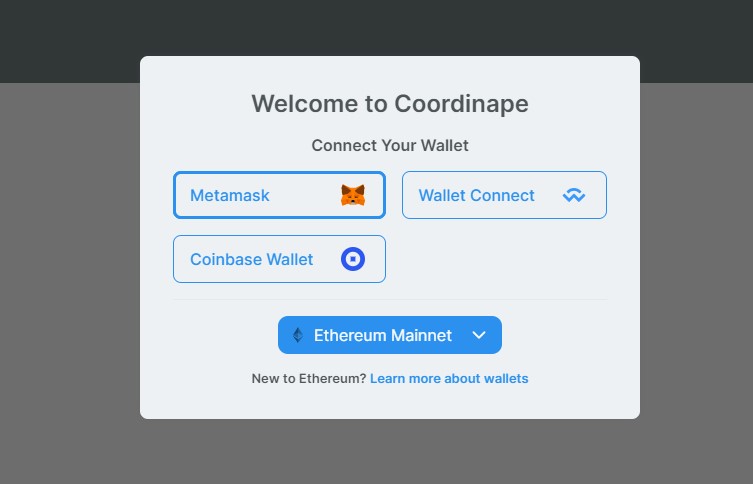 Welcome to Coordinape
Connect Your Wallet
Metamask
Wallet Connect
Coinbase Wallet
Ethereum Mainnet
New to Ethereum? Learn more about wallets